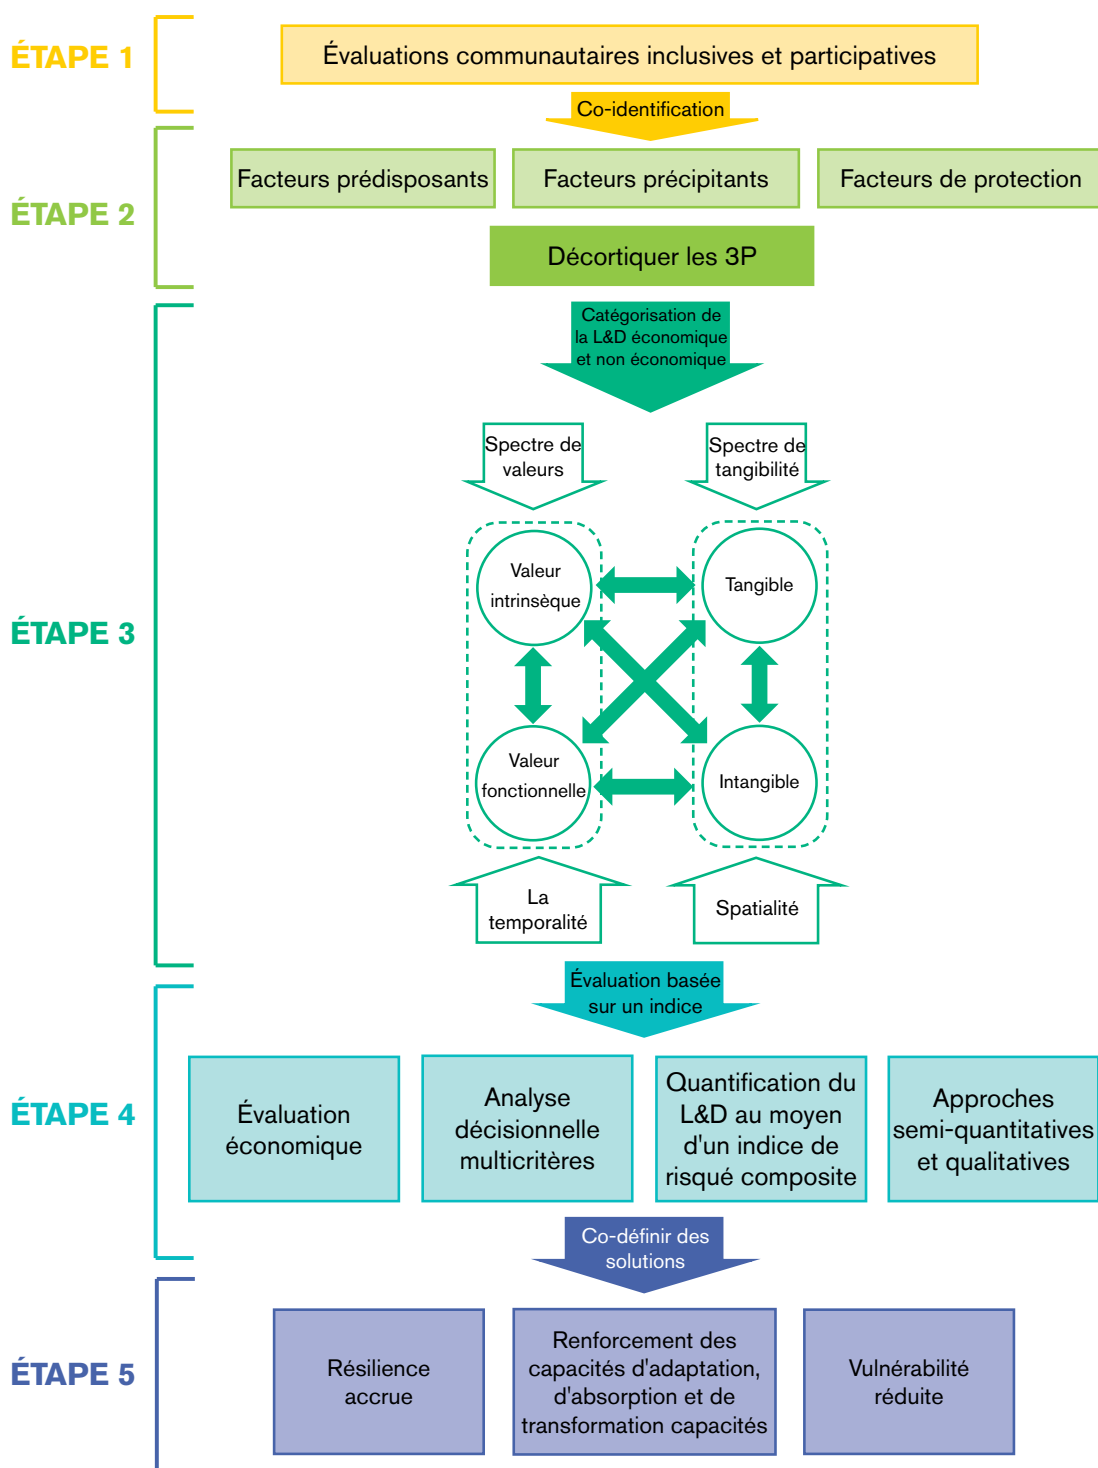 ÉTAPE 1
Évaluations communautaires inclusives et participatives
Co-identification
ÉTAPE 2
Facteurs prédisposants
Facteurs précipitants
Facteurs de protection
Décortiquer les 3P
ÉTAPE 3
Catégorisation de
la L&D économique
et non économique
Spectre de
valeurs
Spectre de
tangibilité
Valeur
intrinsèque
Tangible
Valeur
fonctionnelle
Intangible
La
temporalité
Spatialité
ÉTAPE 4
Évaluation basée
sur un indice
Évaluation
économique
Analyse
décisionnelle
multicritères
Quantification du
L&D au moyen
d'un indice de
risqué composite
Approches
semi-quantitatives
et qualitatives
Co-définir des
solutions
ÉTAPE 5
Résilience
accrue
Renforcement des
capacités d'adaptation,
d'absorption et de
transformation capacités
Vulnérabilité
réduite